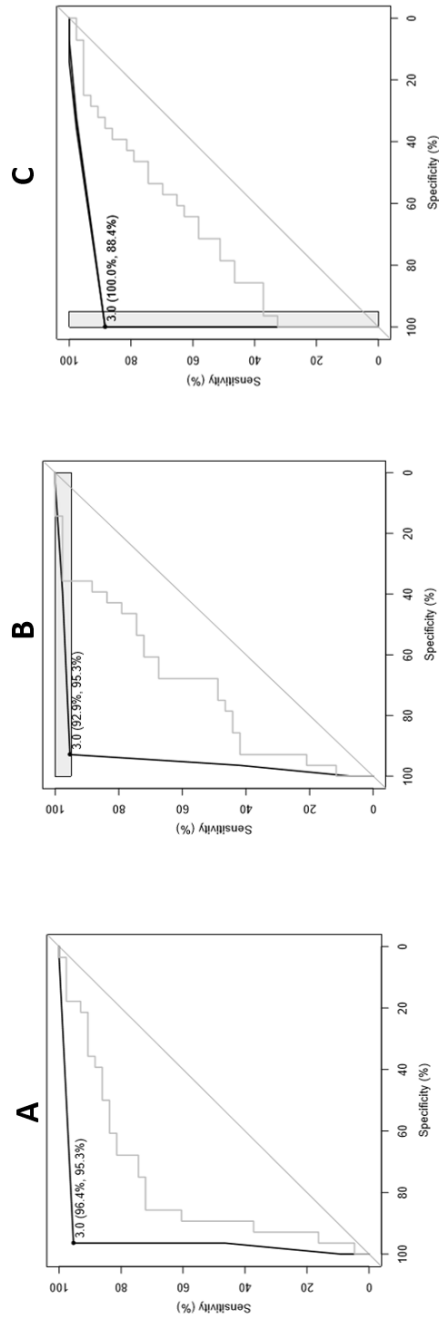 A
Sensitivity (%)
100
80
60
40
20
0
3.0 (96.4%, 95.3%)
100 80 60 40 20 0
Specificity (%)
B
Sensitivity (%)
100
80
60
40
20
0
3.0 (92.9%, 95.3%)
100 80 60 40 20 0
Specificity (%)
C
Sensitivity (%)
100
80
60
40
20
0
3.0 (100.0%, 88.4%)
100 80 60 40 20 0
Specificity (%)